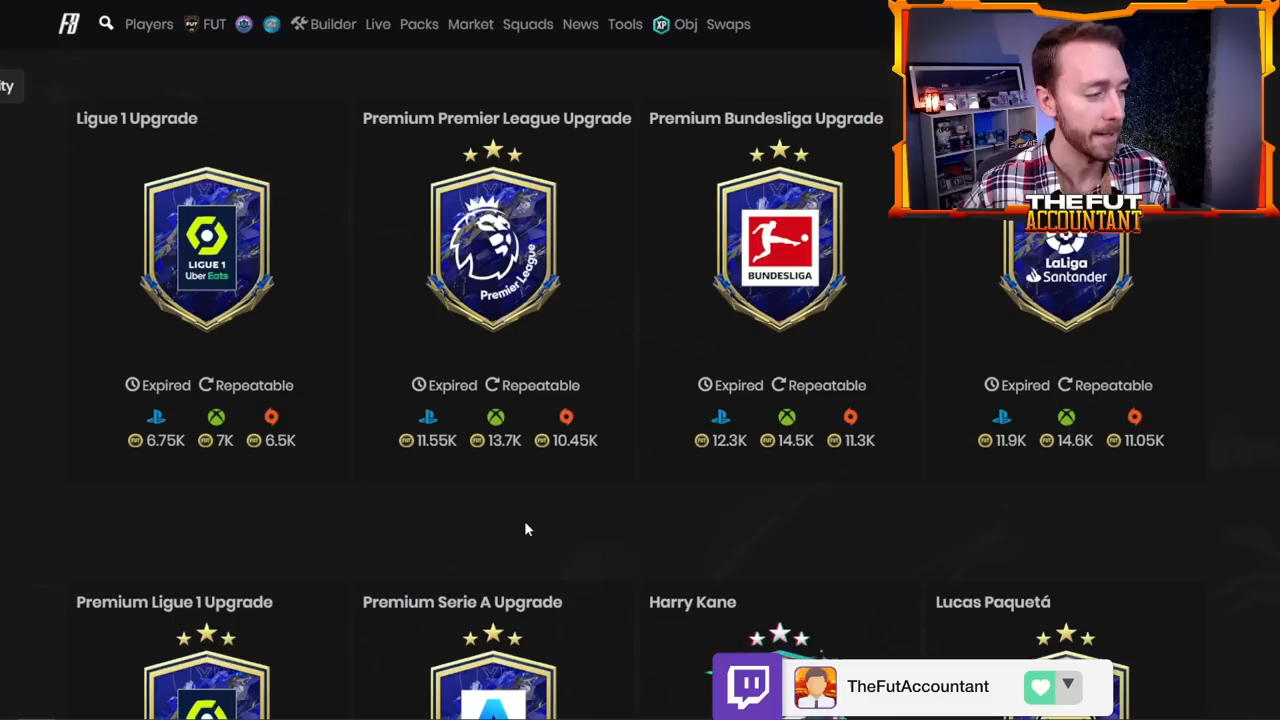 FB Players FUT Builder Live Packs Market Squads News Tools XP Obj Swaps
ity
Ligue 1 Upgrade
Premium Premier League Upgrade
Premium Bundesliga Upgrade
THE FUT
ACCOUNTANT
LIGUE 1
Uber Eats
Premier League
BUNDESLIGA
LaLiga
Santander
Expired Repeatable
Expired Repeatable
Expired Repeatable
Expired Repeatable
6.75K 7K 6.5K
11.55K 13.7K 10.45K
12.3K 14.5K 11.3K
11.9K 14.6K 11.05K
Premium Ligue 1 Upgrade
Premium Serie A Upgrade
Harry Kane
Lucas Paquetá
TheFutAccountant